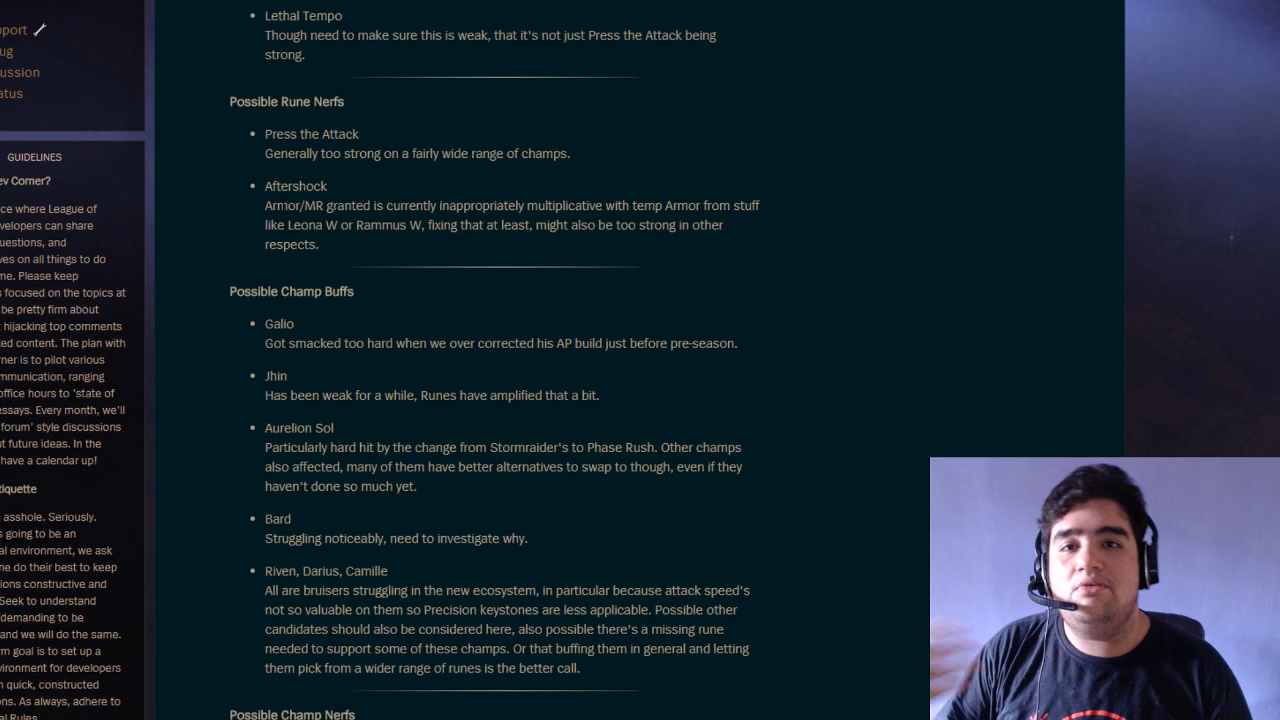 pport
ug
ussion
atus
GUIDELINES
ev Corner?
ce where League of
velopers can share
uestions, and
ves on all things to do
me. Please keep
s focused on the topics at
be pretty firm about
t hijacking top comments
ted content. The plan with
rner is to pilot various
mmunication, ranging
office hours to 'state of
essays. Every month, we'll
forum' style discussions
ut future ideas. In the
have a calendar up!
tiquette
asshole. Seriously.
s going to be an
al environment, we ask
ne do their best to keep
ions constructive and
Seek to understand
demanding to be
and we will do the same.
rm goal is to set up a
vironment for developers
n quick, constructed
ons. As always, adhere to
al Rules.
Lethal Tempo
Though need to make sure this is weak, that it's not just Press the Attack being
strong.
Possible Rune Nerfs
Press the Attack
Generally too strong on a fairly wide range of champs.
Aftershock
Armor/MR granted is currently inappropriately multiplicative with temp Armor from stuff
like Leona W or Rammus W, fixing that at least, might also be too strong in other
respects.
Possible Champ Buffs
Galio
Got smacked too hard when we over corrected his AP build just before pre-season.
Jhin
Has been weak for a while, Runes have amplified that a bit.
Aurelion Sol
Particularly hard hit by the change from Stormraider's to Phase Rush. Other champs
also affected, many of them have better alternatives to swap to though, even if they
haven't done so much yet.
Bard
Struggling noticeably, need to investigate why.
Riven, Darius, Camille
All are bruisers struggling in the new ecosystem, in particular because attack speed's
not so valuable on them so Precision keystones are less applicable. Possible other
candidates should also be considered here, also possible there's a missing rune
needed to support some of these champs. Or that buffing them in general and letting
them pick from a wider range of runes is the better call.
Possible Champ Nerfs